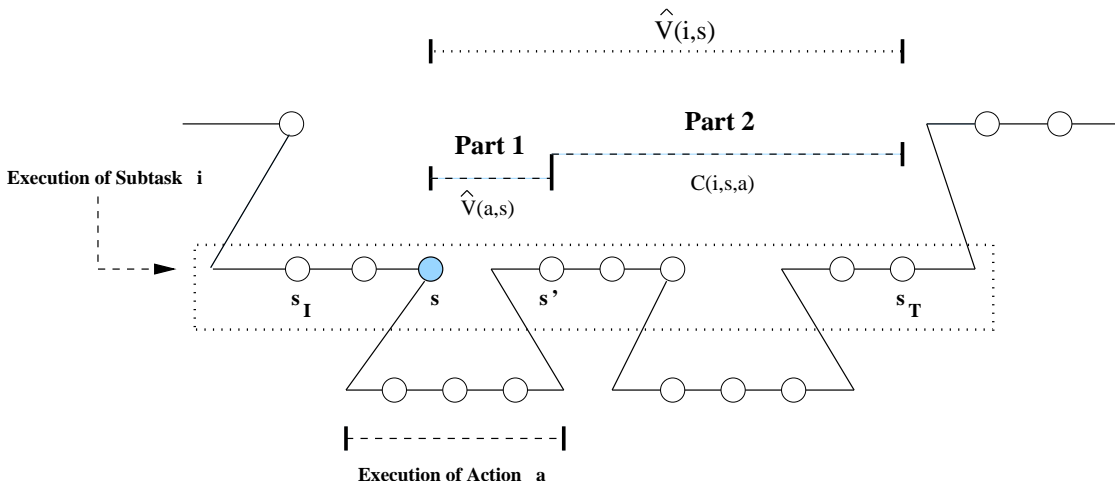 V̂(i,s)
Part 1
Part 2
Execution of Subtask i
V̂(a,s)
C(i,s,a)
s_I
s
s'
s_T
Execution of Action a